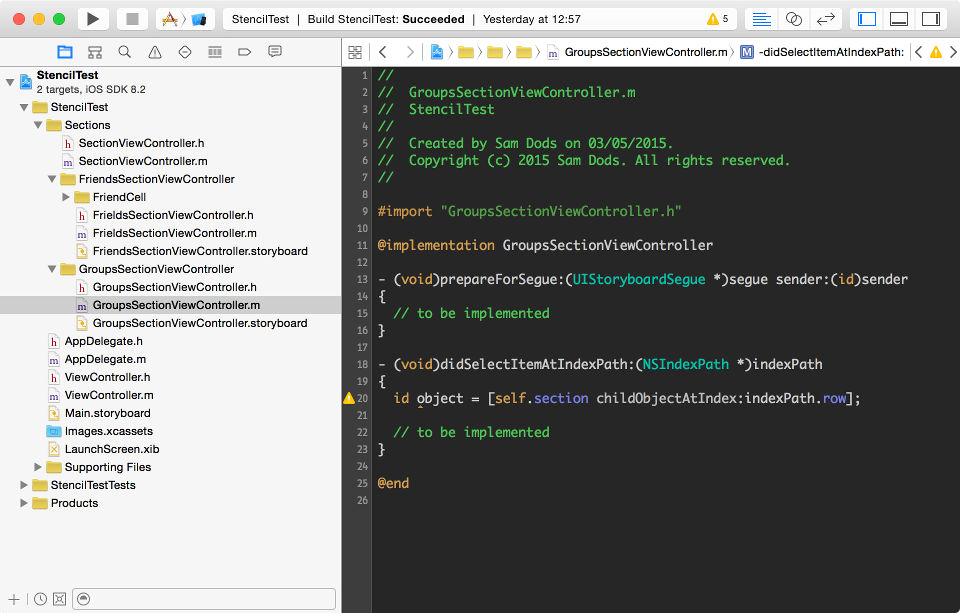 StencilTest | Build StencilTest: Succeeded | Yesterday at 12:57
5
GroupsSectionViewController.m
M
-didSelectItemAtIndexPath:
StencilTest
2 targets, iOS SDK 8.2
StencilTest
Sections
h SectionViewController.h
m SectionViewController.m
FriendsSectionViewController
FriendCell
h FrieldsSectionViewController.h
m FrieldsSectionViewController.m
FriendsSectionViewController.storyboard
GroupsSectionViewController
h GroupsSectionViewController.h
m GroupsSectionViewController.m
GroupsSectionViewController.storyboard
h AppDelegate.h
m AppDelegate.m
h ViewController.h
m ViewController.m
Main.storyboard
Images.xcassets
LaunchScreen.xib
Supporting Files
StencilTestTests
Products
1 //
2 //  GroupsSectionViewController.m
3 //  StencilTest
4 //
5 //  Created by Sam Dods on 03/05/2015.
6 //  Copyright (c) 2015 Sam Dods. All rights reserved.
7 //
8
9 #import "GroupsSectionViewController.h"
10
11 @implementation GroupsSectionViewController
12
13 - (void)prepareForSegue:(UIStoryboardSegue *)segue sender:(id)sender
14 {
15   // to be implemented
16 }
17
18 - (void)didSelectItemAtIndexPath:(NSIndexPath *)indexPath
19 {
20   id object = [self.section childObjectAtIndex:indexPath.row];
21
22   // to be implemented
23 }
24
25 @end
26